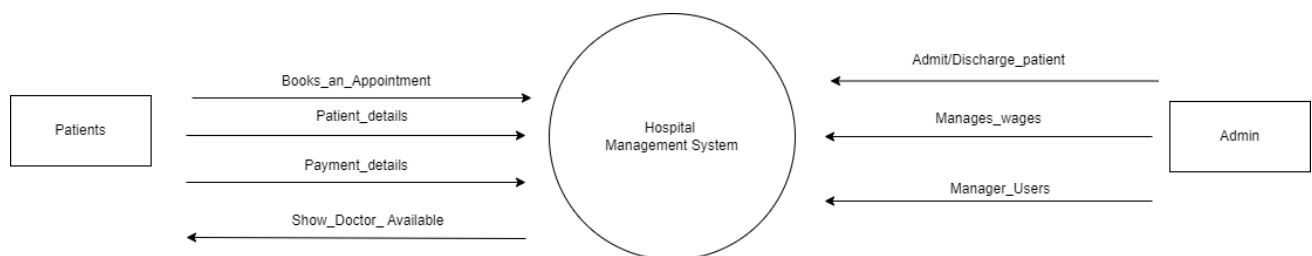 Books_an_Appointment
Patient_details
Patients
Payment_details
Show_Doctor_ Available
Hospital
Management System
Admit/Discharge_patient
Manages_wages
Admin
Manager_Users